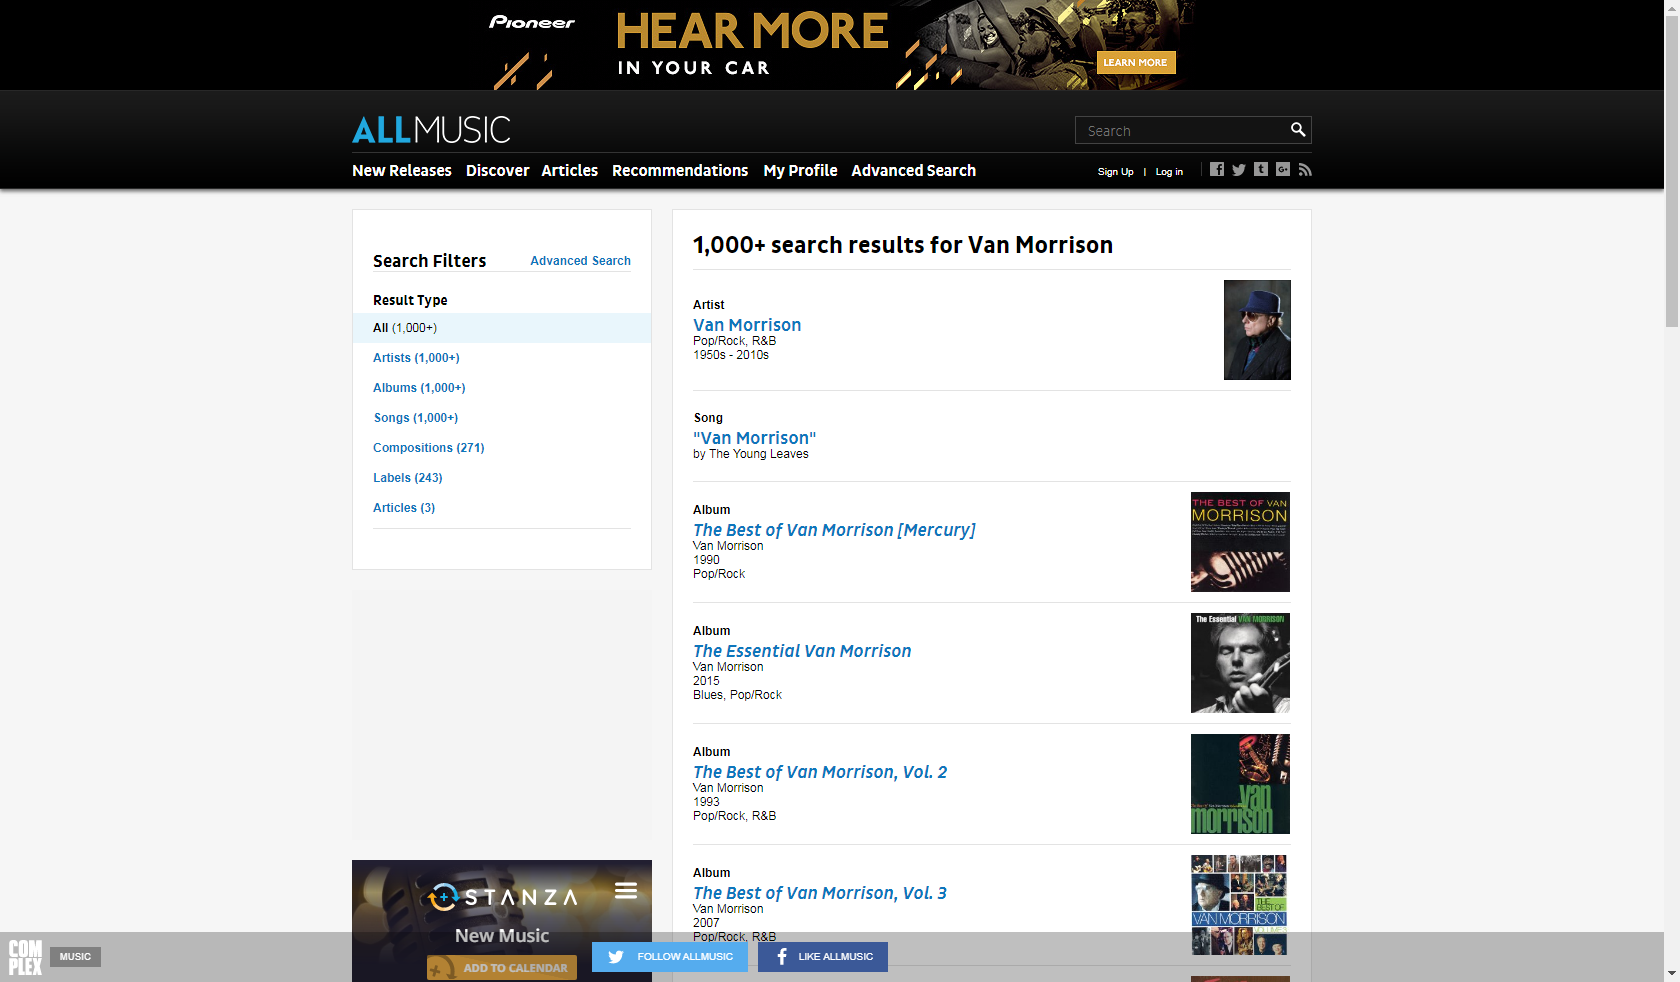 Pioneer
HEAR MORE
IN YOUR CAR
LEARN MORE
ALLMUSIC
Search
New Releases Discover Articles Recommendations My Profile Advanced Search
Sign Up | Log in
Search Filters
Advanced Search
Result Type
All (1,000+)
Artists (1,000+)
Albums (1,000+)
Songs (1,000+)
Compositions (271)
Labels (243)
Articles (3)
1,000+ search results for Van Morrison
Artist
Van Morrison
Pop/Rock, R&B
1950s - 2010s
Song
"Van Morrison"
by The Young Leaves
Album
The Best of Van Morrison [Mercury]
Van Morrison
1990
Pop/Rock
THE BEST OF VAN
MORRISON
Album
The Essential Van Morrison
Van Morrison
2015
Blues, Pop/Rock
The Essential VAN MORRISON
Album
The Best of Van Morrison, Vol. 2
Van Morrison
1993
Pop/Rock, R&B
van
morrison
Album
The Best of Van Morrison, Vol. 3
Van Morrison
2007
Pop/Rock, R&B
THE
BEST OF
VAN MORRISON
STANZA
New Music
ADD TO CALENDAR
COM
PLEX
MUSIC
FOLLOW ALLMUSIC
LIKE ALLMUSIC